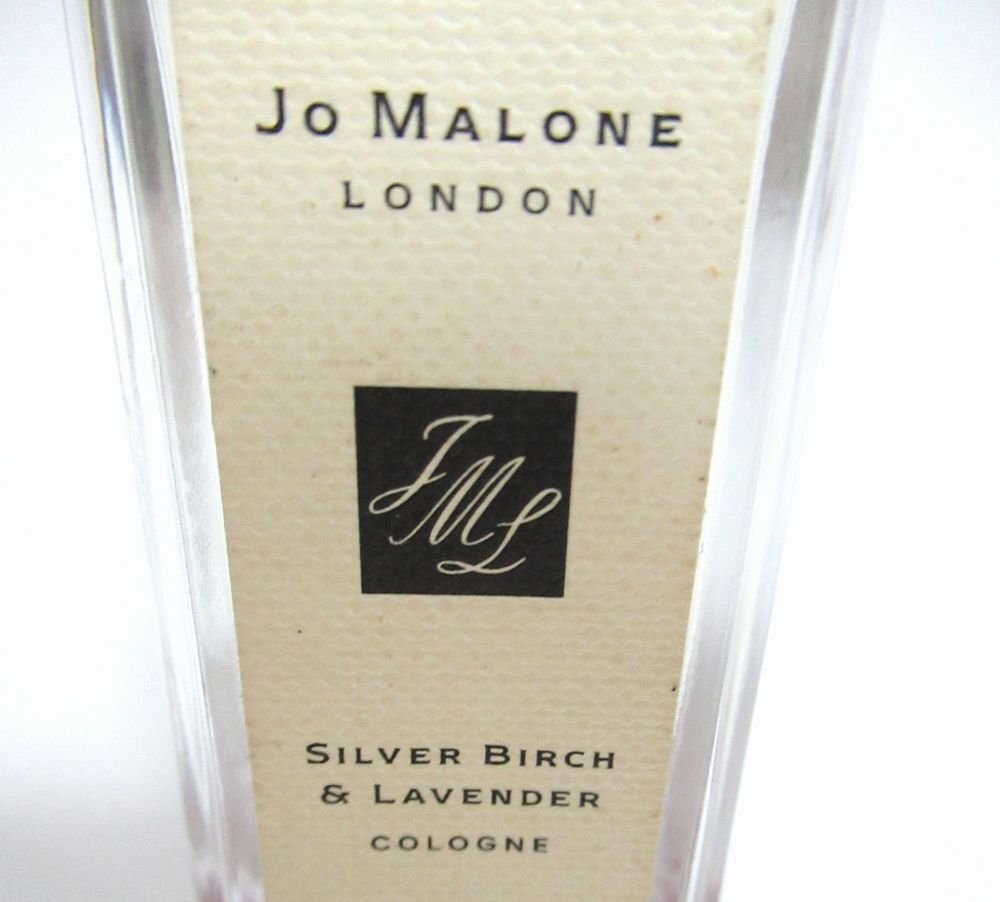 JO MALONE
LONDON
JML
SILVER BIRCH
& LAVENDER
COLOGNE